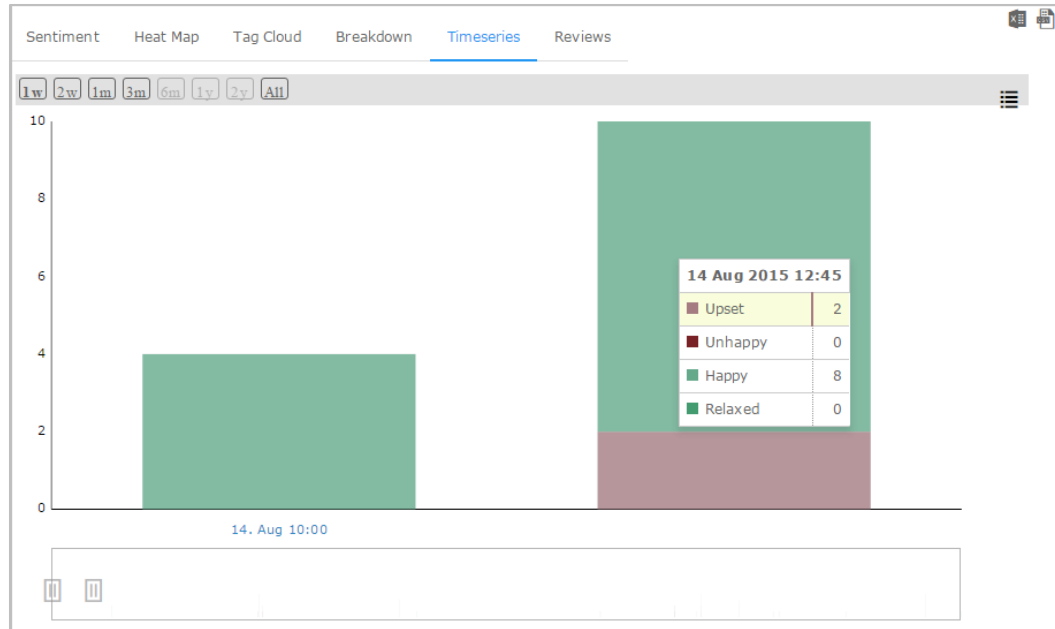 Sentiment Heat Map Tag Cloud Breakdown Timeseries Reviews
1w 2w 1m 3m 6m 1y 2y All
10
8
6
4
2
0
14 Aug 2015 12:45
Upset 2
Unhappy 0
Happy 8
Relaxed 0
14. Aug 10:00